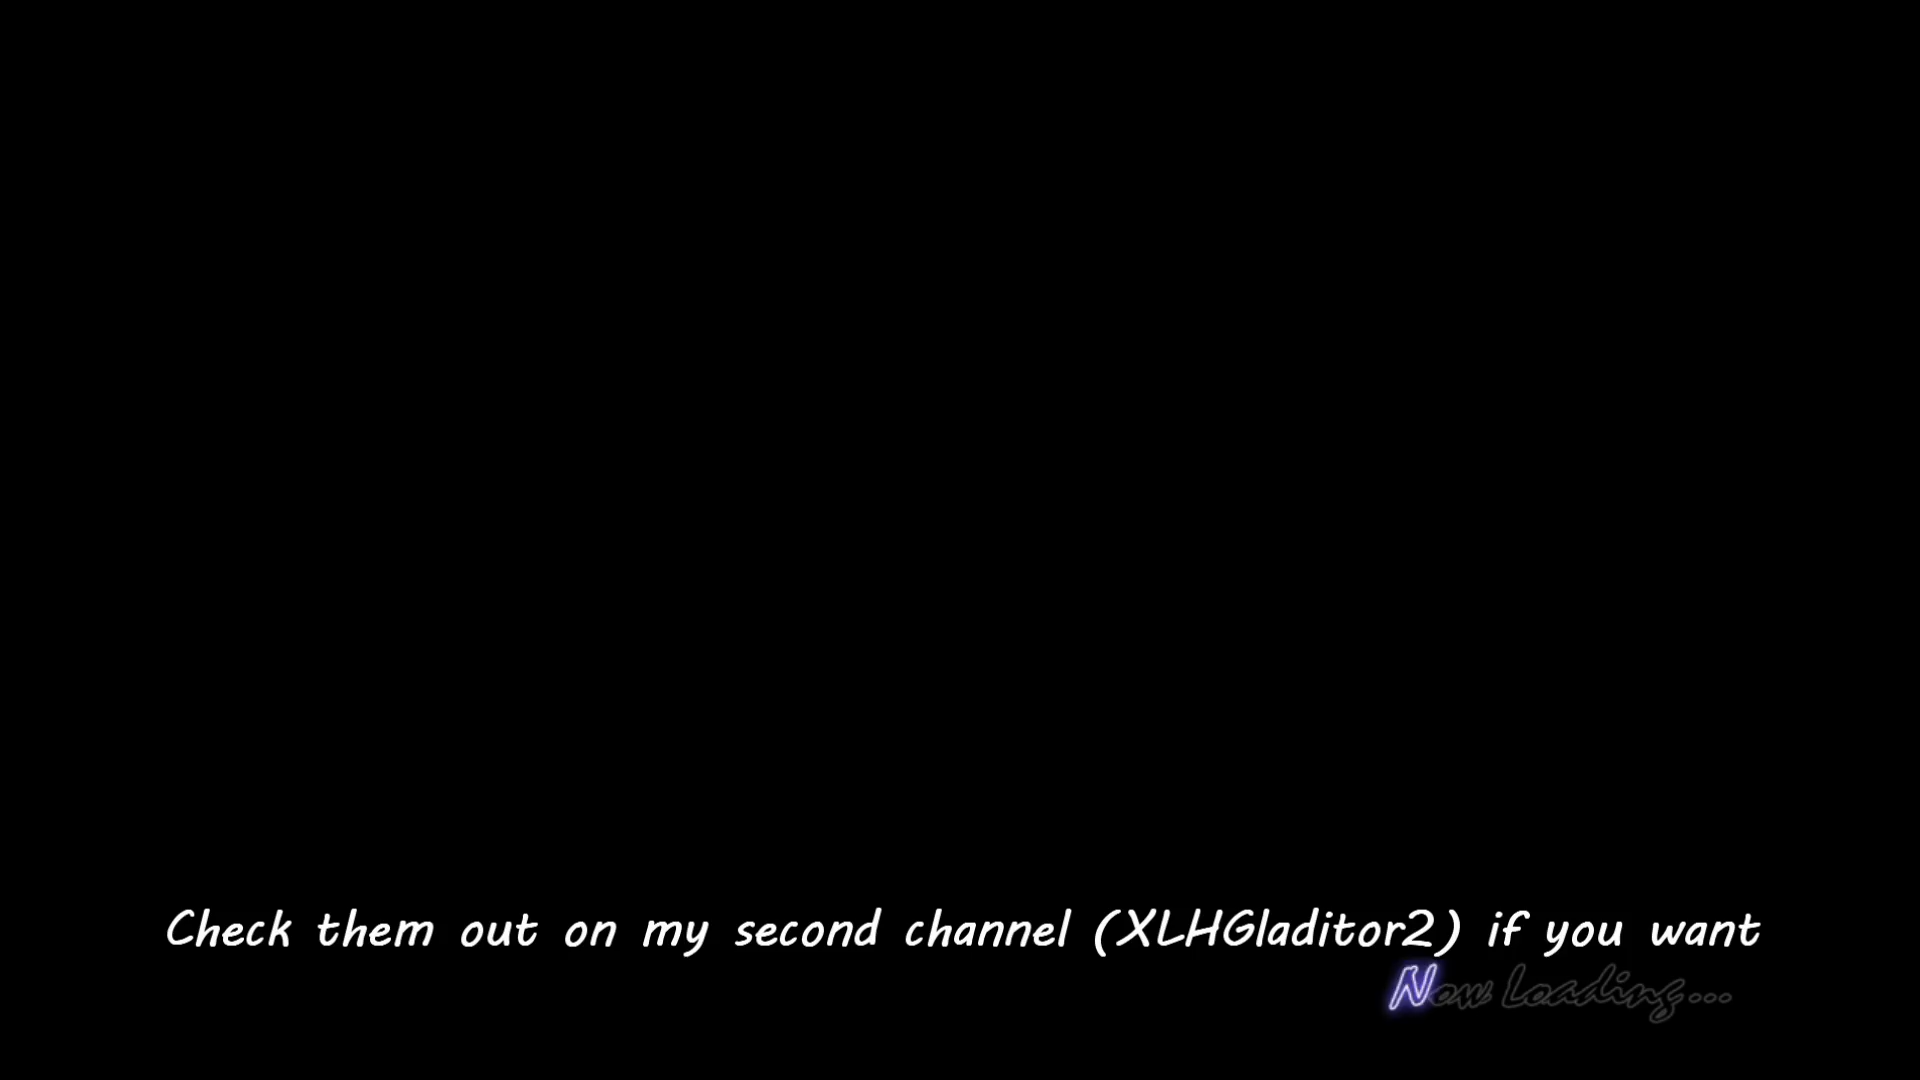 Check them out on my second channel (XLHGladitor2) if you want
Now Loading...